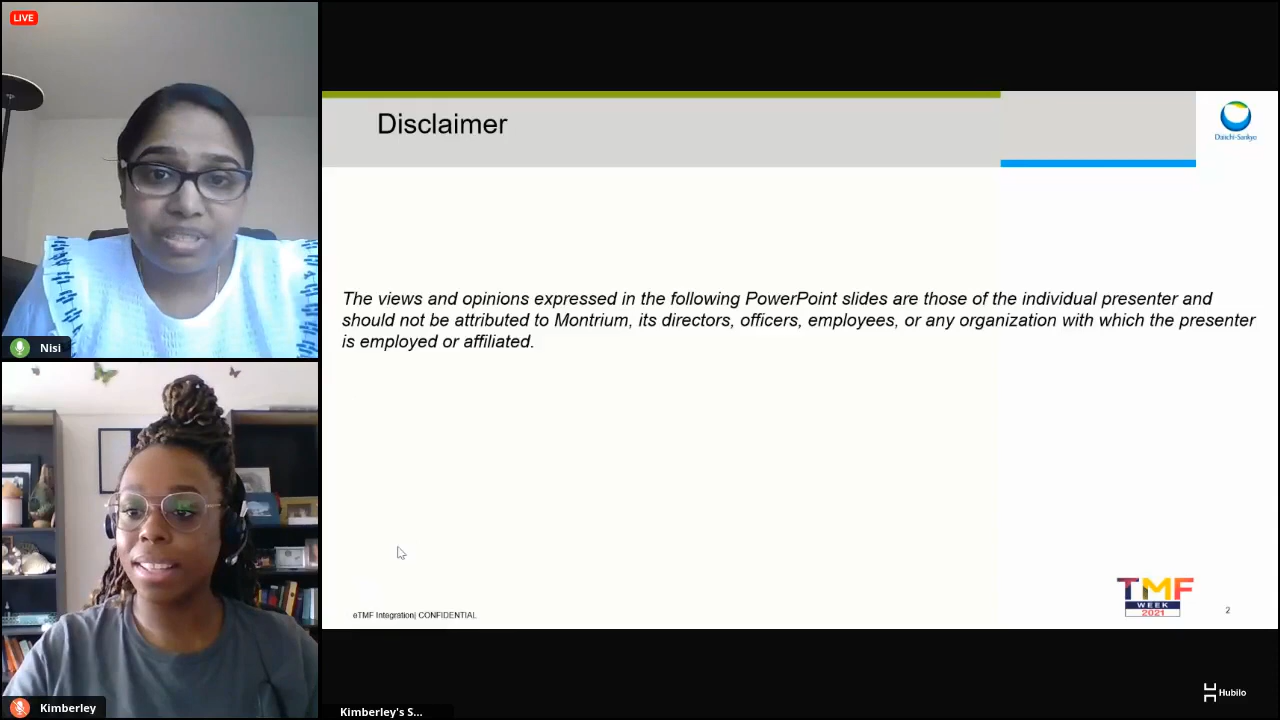 LIVE
Nisi
Kimberley
Disclaimer
Daiichi-Sankyo
The views and opinions expressed in the following PowerPoint slides are those of the individual presenter and
should not be attributed to Montrium, its directors, officers, employees, or any organization with which the presenter
is employed or affiliated.
eTMF Integration| CONFIDENTIAL
TMF
WEEK
2021
2
Kimberley's S...
Hubilo